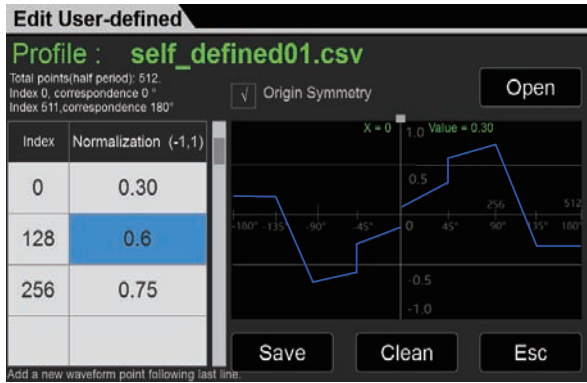 Edit User-defined
Profile : self_defined01.csv
Total points(half period): 512.
Index 0, correspondence 0 °
Index 511,correspondence 180°
√ Origin Symmetry
Open
Index Normalization (-1,1)
0 0.30
128 0.6
256 0.75
X = 0 1.0 Value = 0.30
0.5
256 512
-180° -135° -90° -45° 0 45° 90° 135° 180°
-0.5
-1.0
Save Clean Esc
Add a new waveform point following last line.